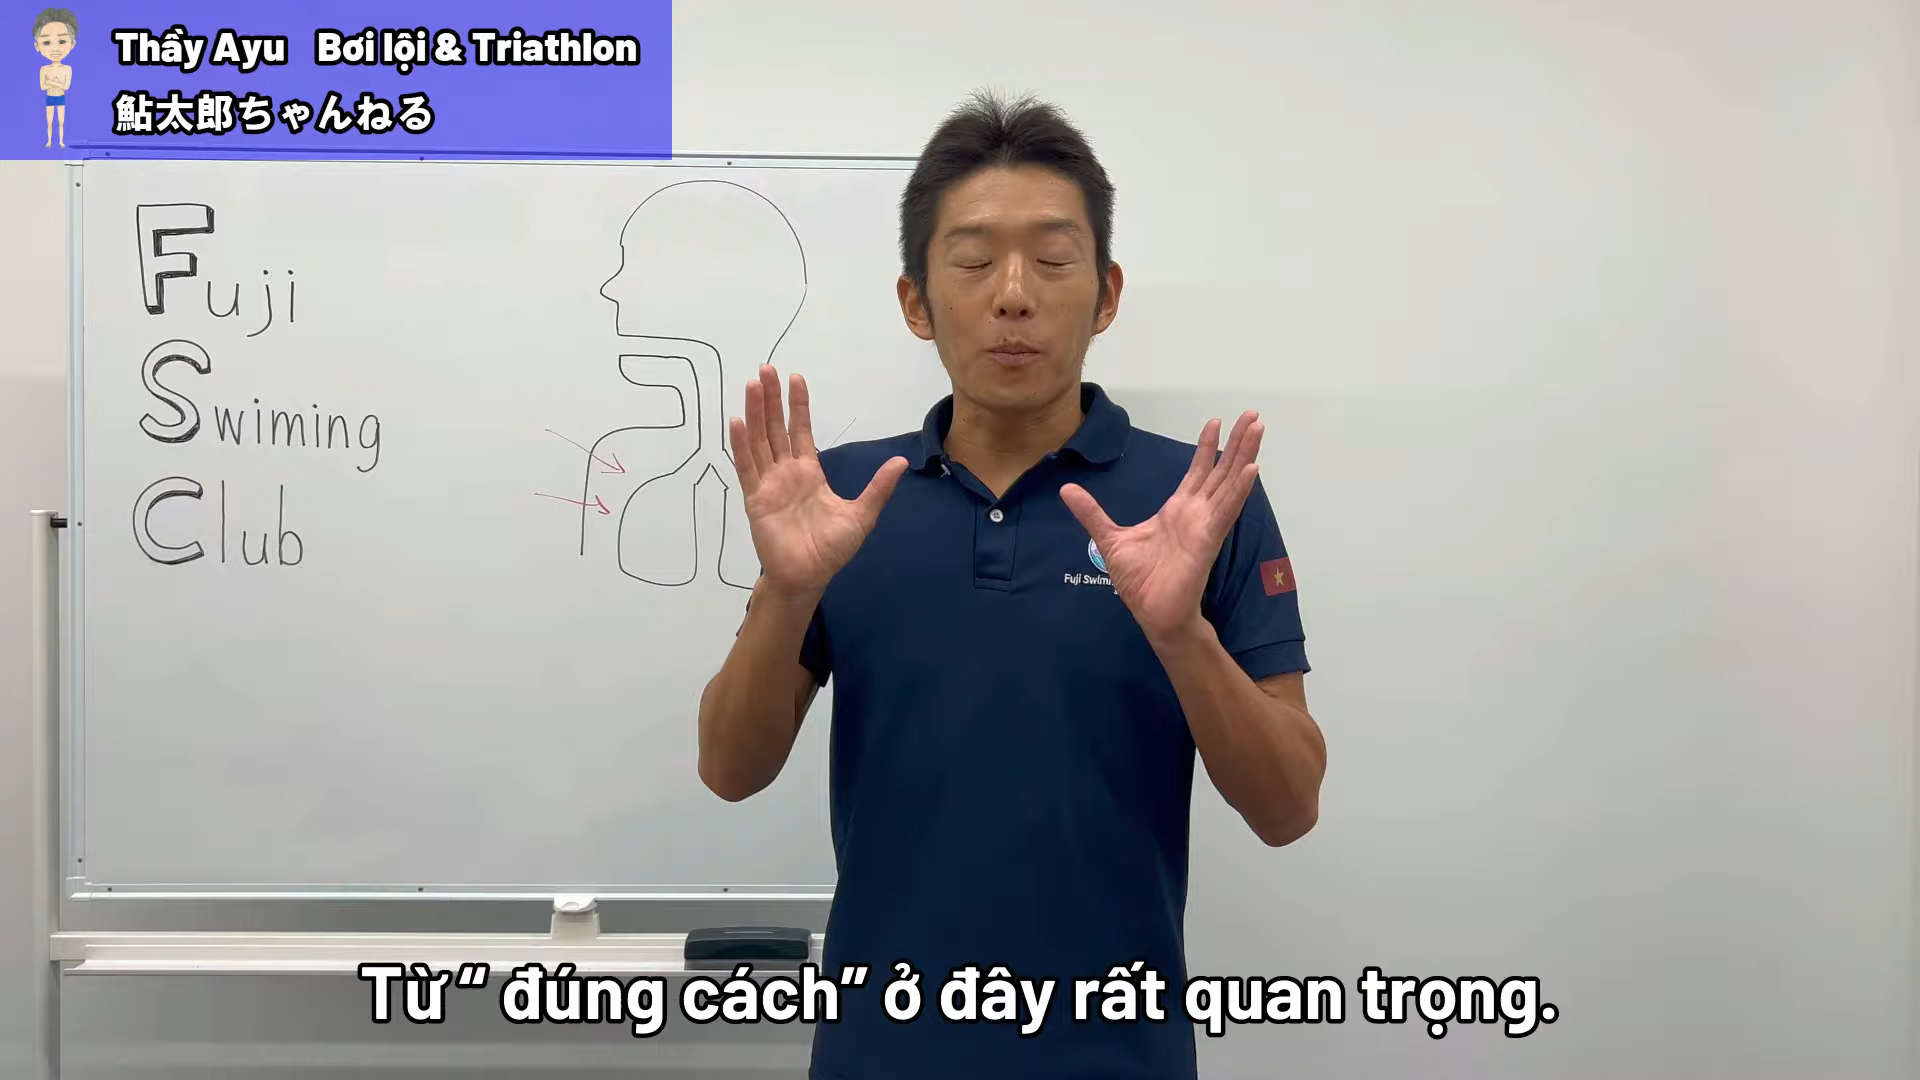 Thầy Ayu Bơi lội & Triathlon
鮎太郎ちゃんねる
Fuji
Swiming
Club
Fuji Swimi
Từ “ đúng cách” ở đây rất quan trọng.